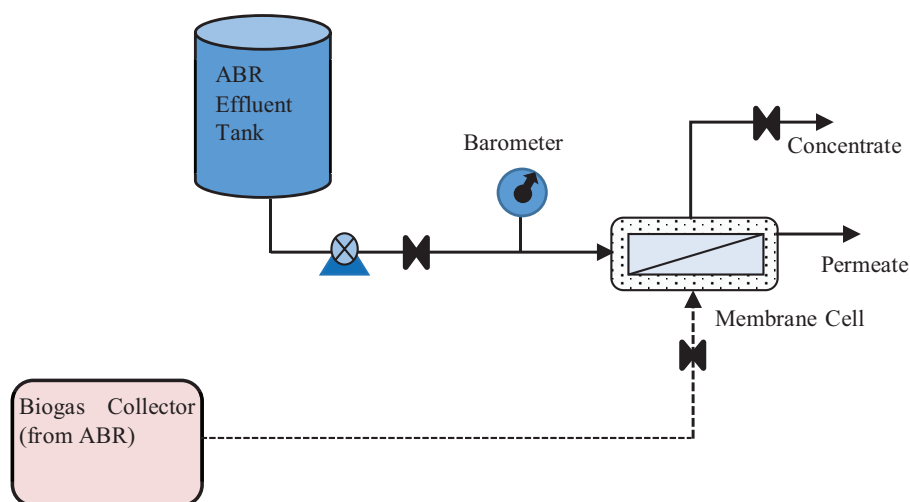 ABR
Effluent
Tank
Barometer
Concentrate
Permeate
Membrane Cell
Biogas Collector
(from ABR)